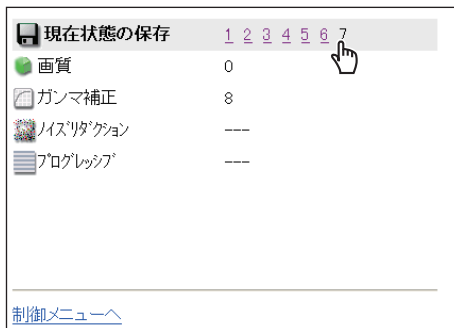 現在状態の保存 1 2 3 4 5 6 7
画質 0
ガンマ補正 8
ﾉｲｽﾞﾘﾀﾞｸｼｮﾝ ---
ﾌﾟﾛｸﾞﾚｯｼﾌﾞ ---
制御メニューへ